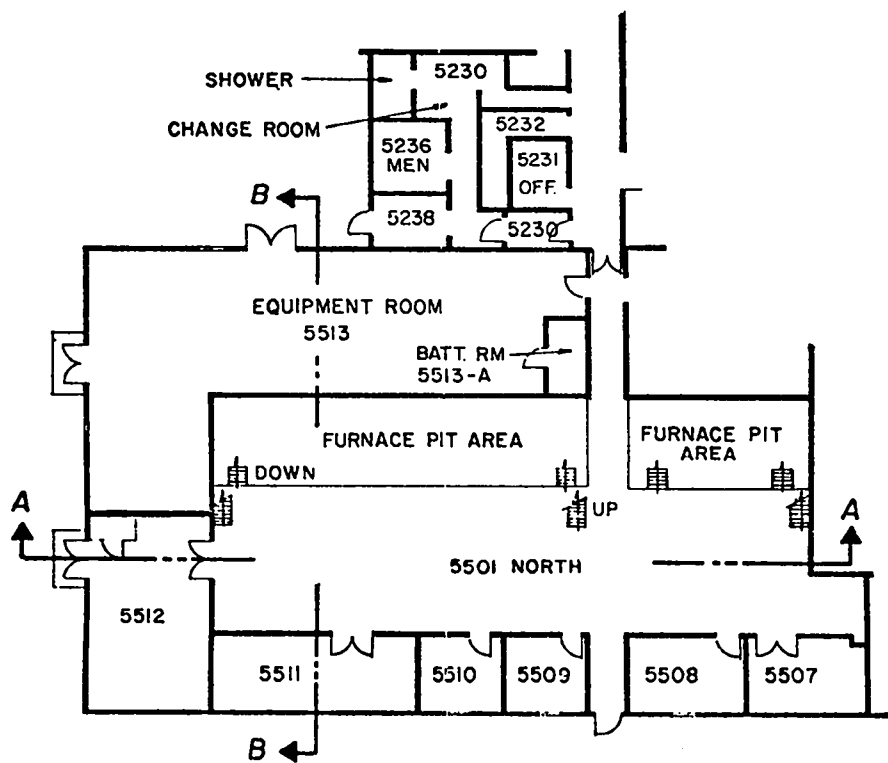 SHOWER
5230
CHANGE ROOM
5232
5236
MEN
5231
OFF.
B
5238
5230
EQUIPMENT ROOM
5513
BATT. RM
5513-A
FURNACE PIT AREA
FURNACE PIT
AREA
DOWN
A
UP
A
5501 NORTH
5512
5511
5510
5509
5508
5507
B